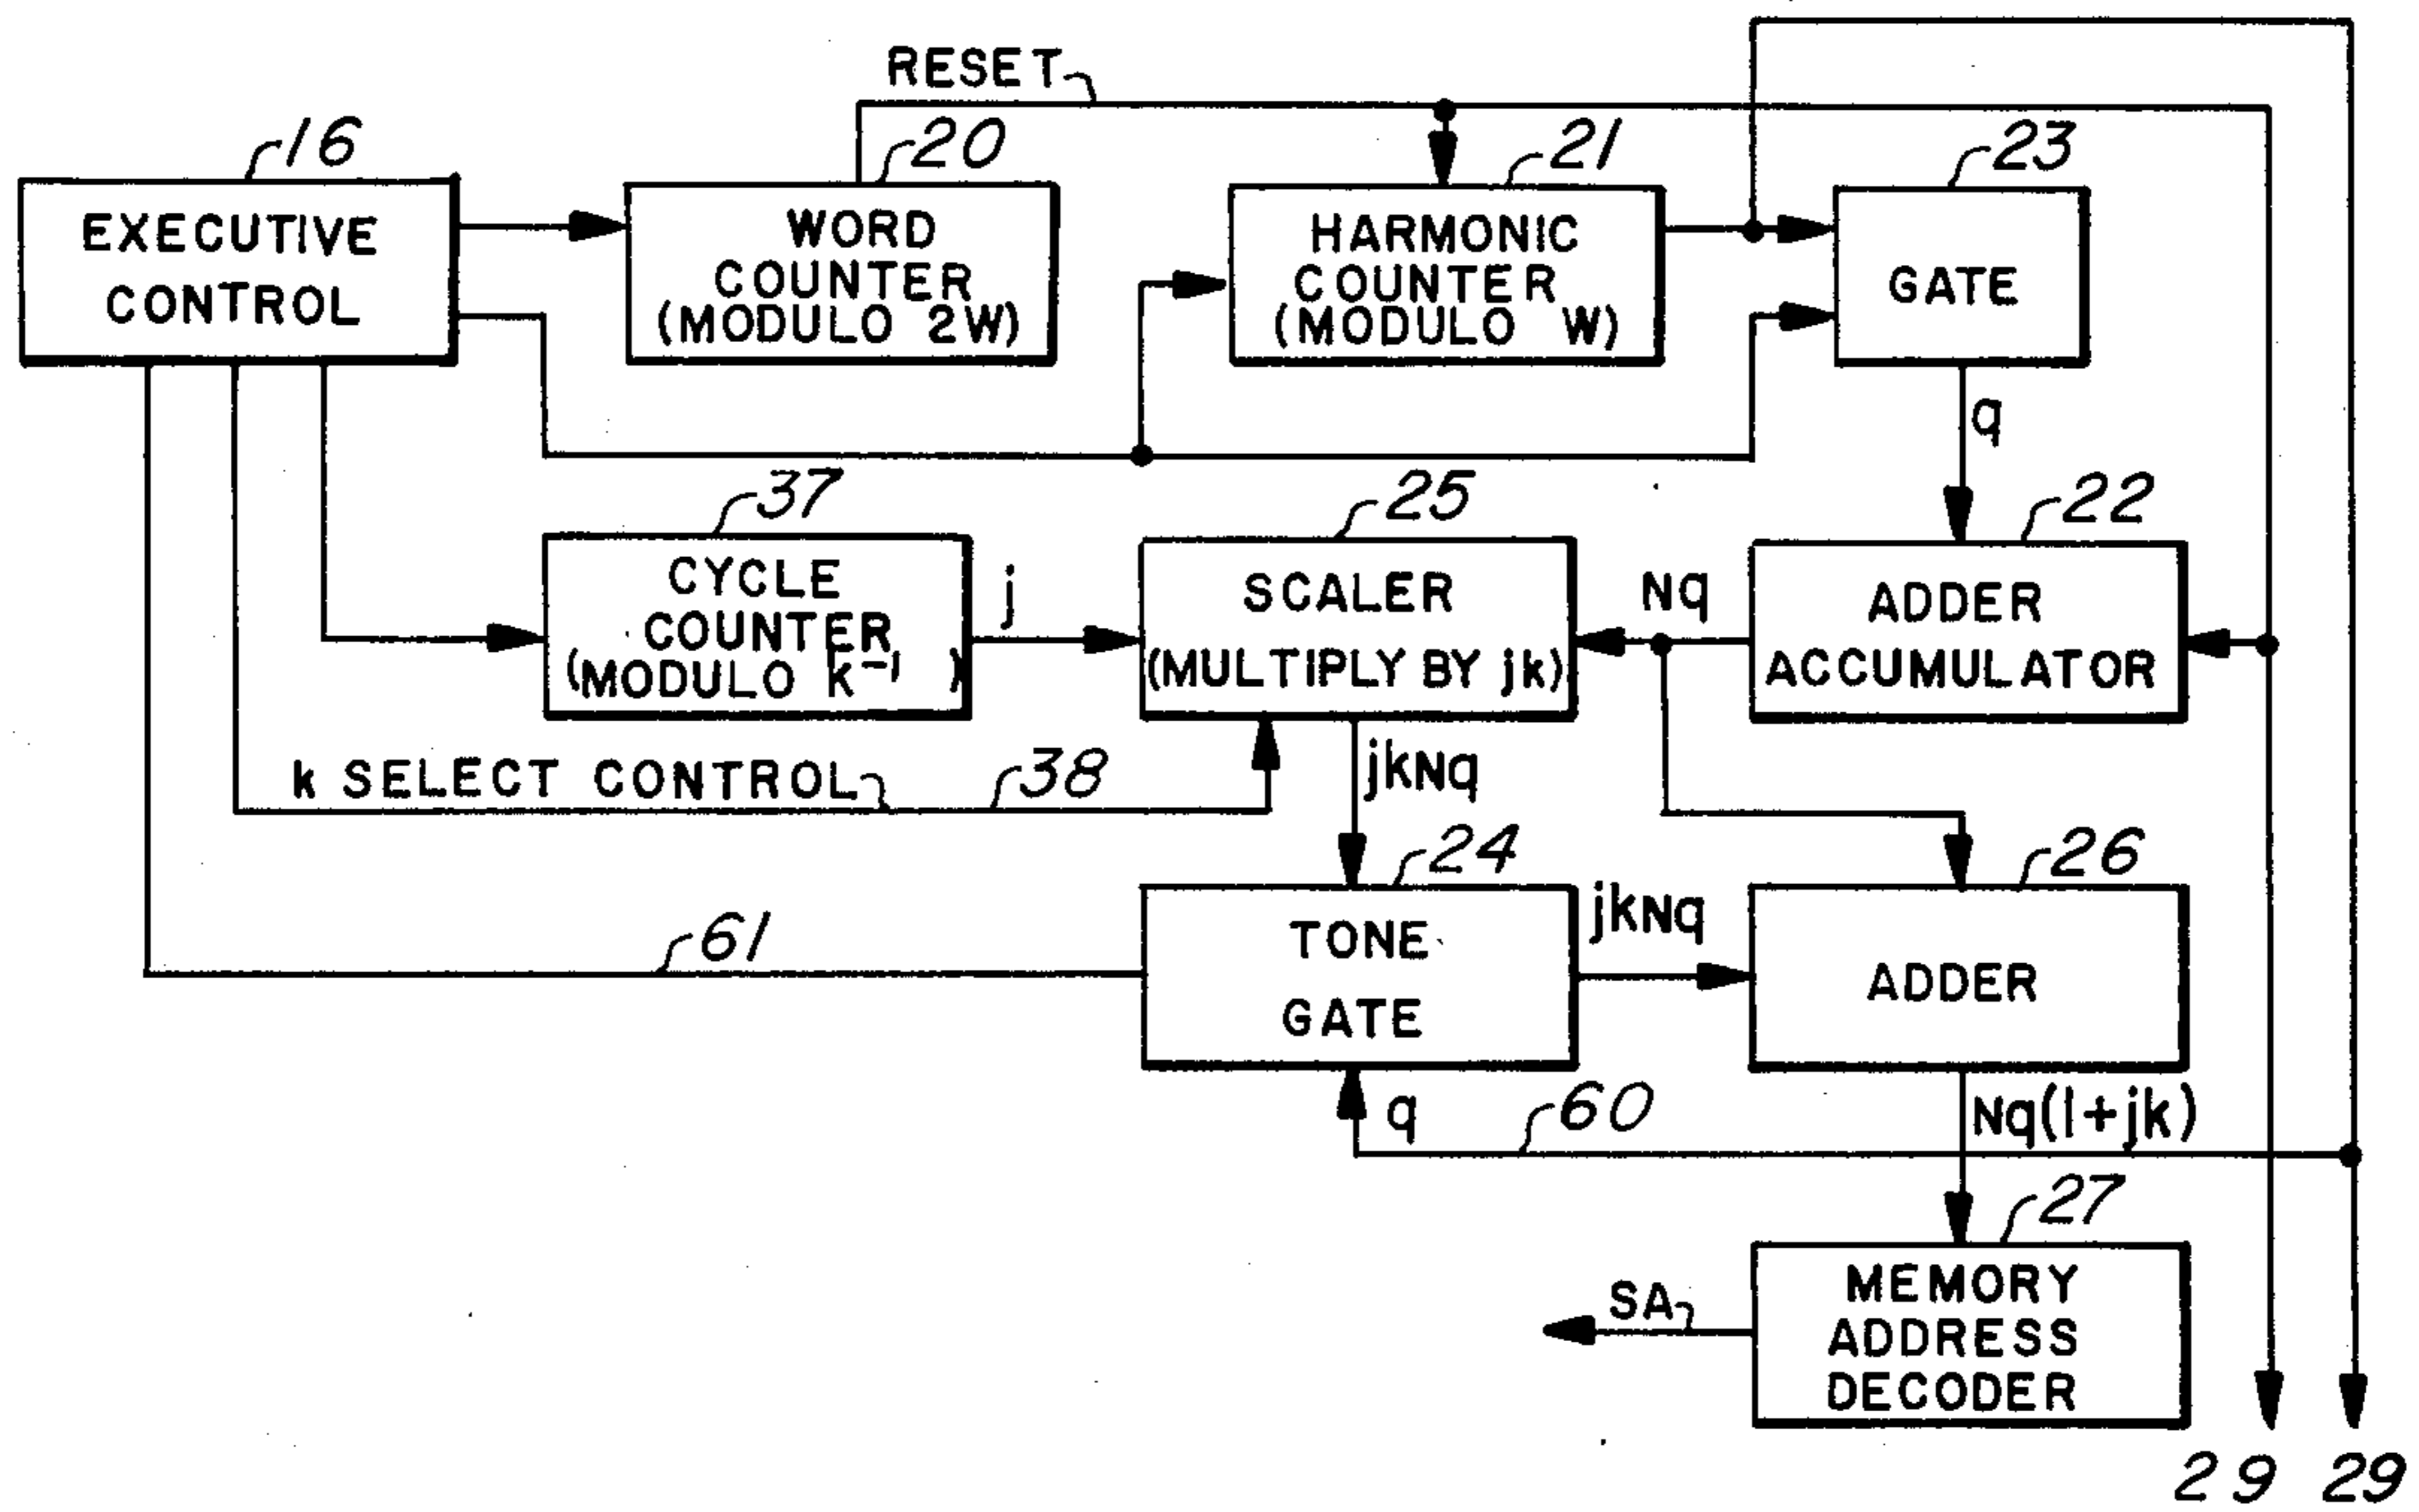 RESET
16
20
21
23
EXECUTIVE
CONTROL
WORD
COUNTER
(MODULO 2W)
HARMONIC
COUNTER
(MODULO W)
GATE
q
37
25
22
CYCLE
COUNTER
(MODULO k⁻¹ )
j
SCALER
(MULTIPLY BY jk)
Nq
ADDER
ACCUMULATOR
k SELECT CONTROL
38
jkNq
24
26
61
TONE
GATE
jkNq
ADDER
q
60
Nq(1+jk)
27
SA
MEMORY
ADDRESS
DECODER
29
29